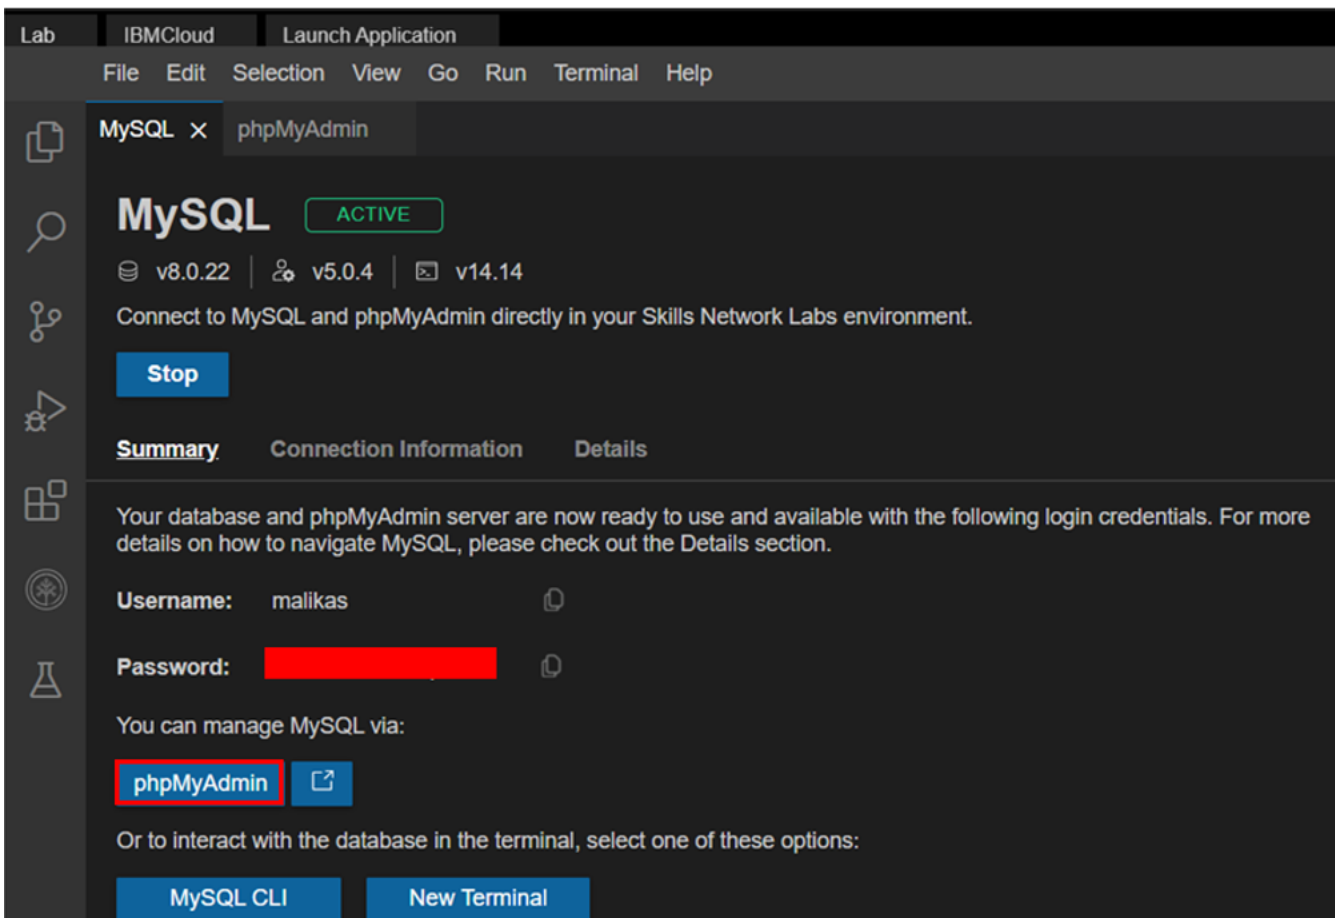 Lab IBMCloud Launch Application
File Edit Selection View Go Run Terminal Help
MySQL phpMyAdmin
MySQL ACTIVE
v8.0.22 v5.0.4 v14.14
Connect to MySQL and phpMyAdmin directly in your Skills Network Labs environment.
Stop
Summary Connection Information Details
Your database and phpMyAdmin server are now ready to use and available with the following login credentials. For more
details on how to navigate MySQL, please check out the Details section.
Username: malikas
Password:
You can manage MySQL via:
phpMyAdmin
Or to interact with the database in the terminal, select one of these options:
MySQL CLI New Terminal